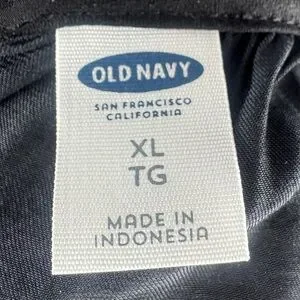 OLD NAVY
SAN FRANCISCO
CALIFORNIA
XL
TG
MADE IN
INDONESIA